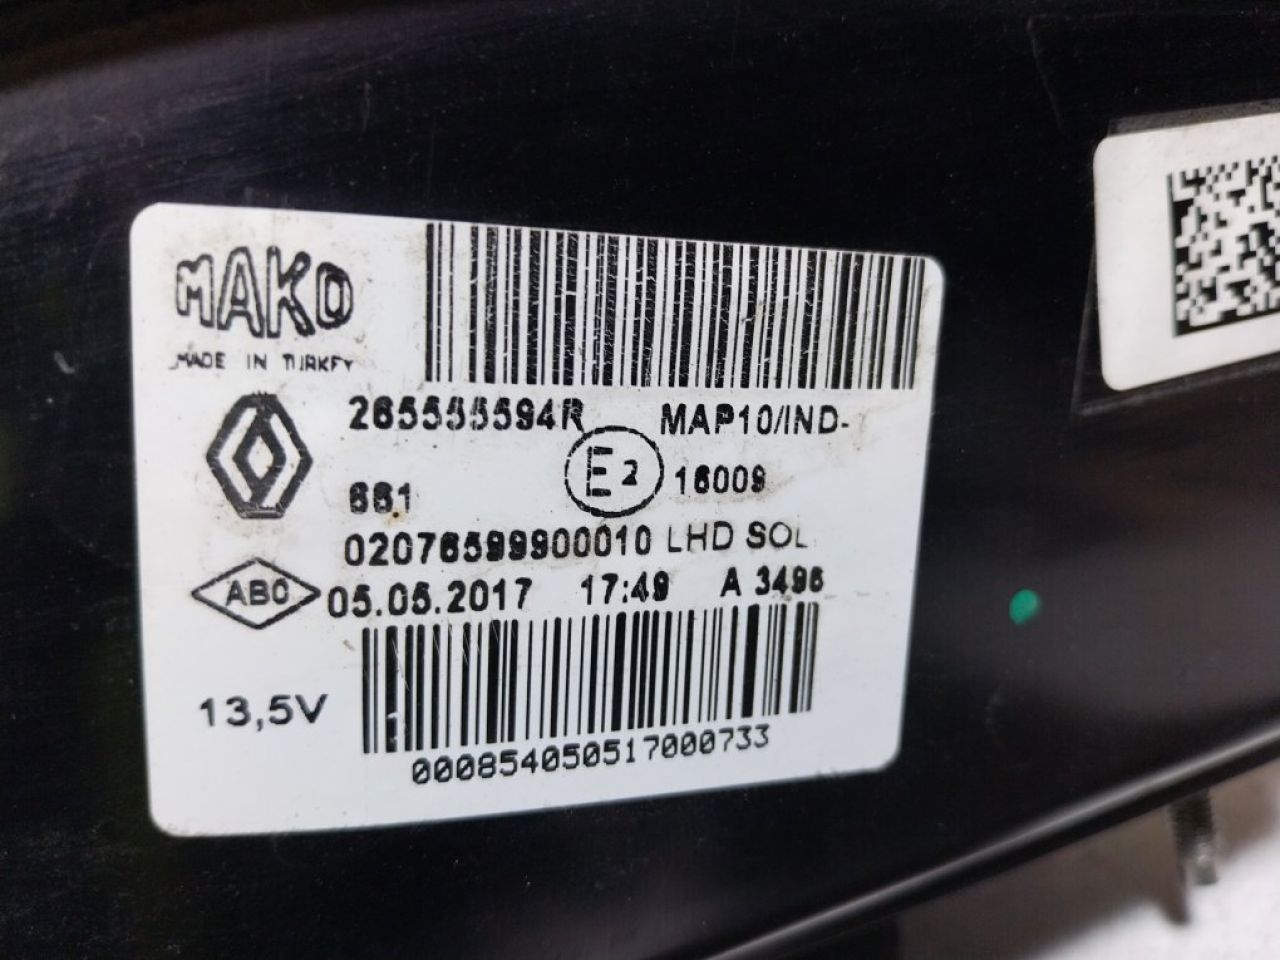 MAKO
MADE IN TURKEY
265555594R MAP10/IND-
661 E2 16009
02076599900010 LHD SOL
ABC 05.05.2017 17:49 A 3496
13,5V
000854050517000733